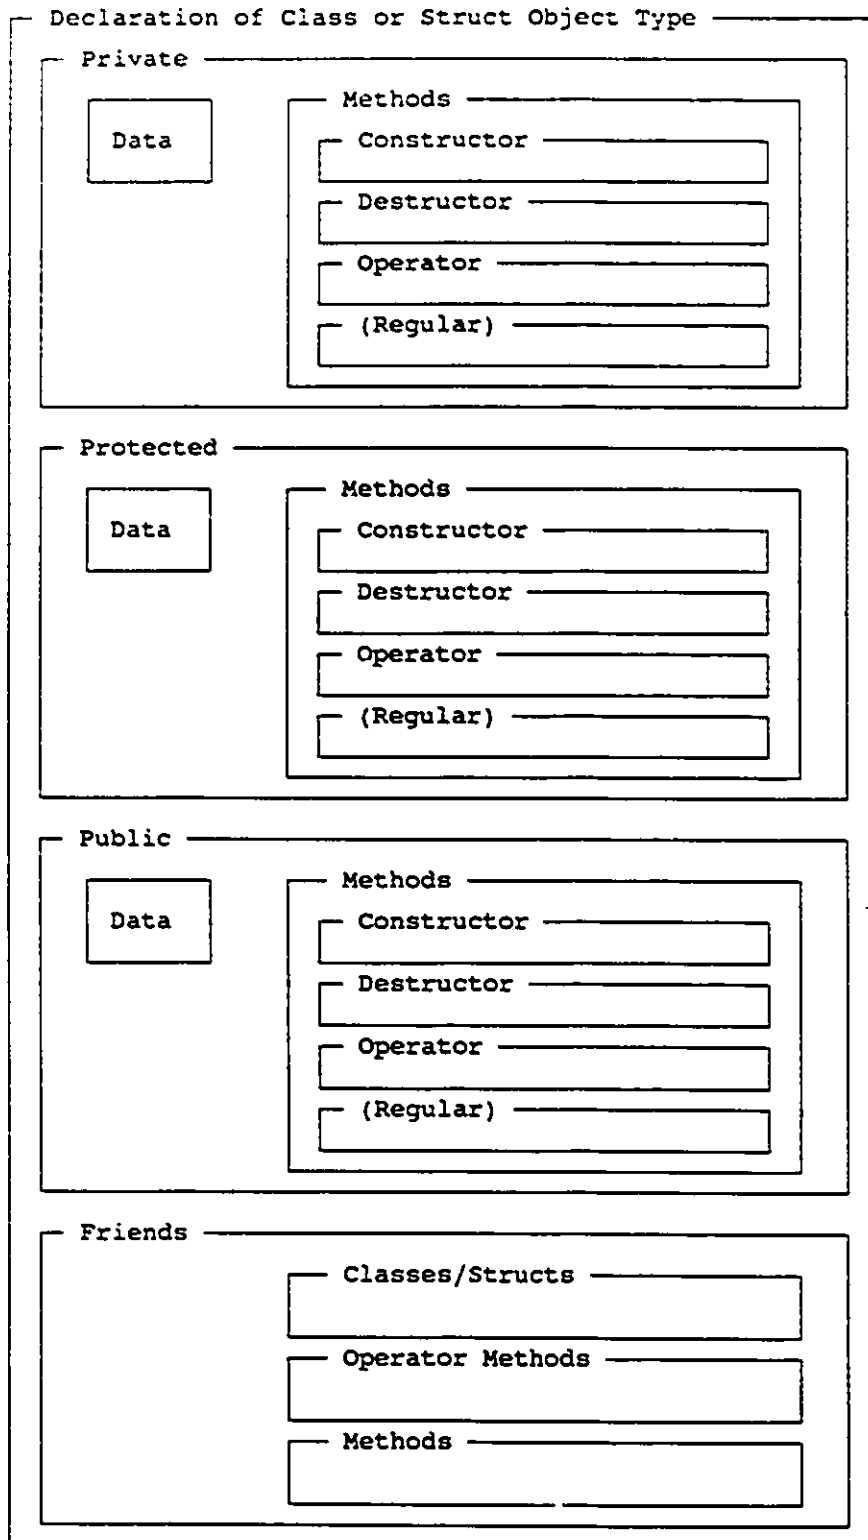 Declaration of Class or Struct Object Type
Private
Methods
Data
Constructor
Destructor
Operator
(Regular)
Protected
Methods
Data
Constructor
Destructor
Operator
(Regular)
Public
Methods
Data
Constructor
Destructor
Operator
(Regular)
Friends
Classes/Structs
Operator Methods
Methods